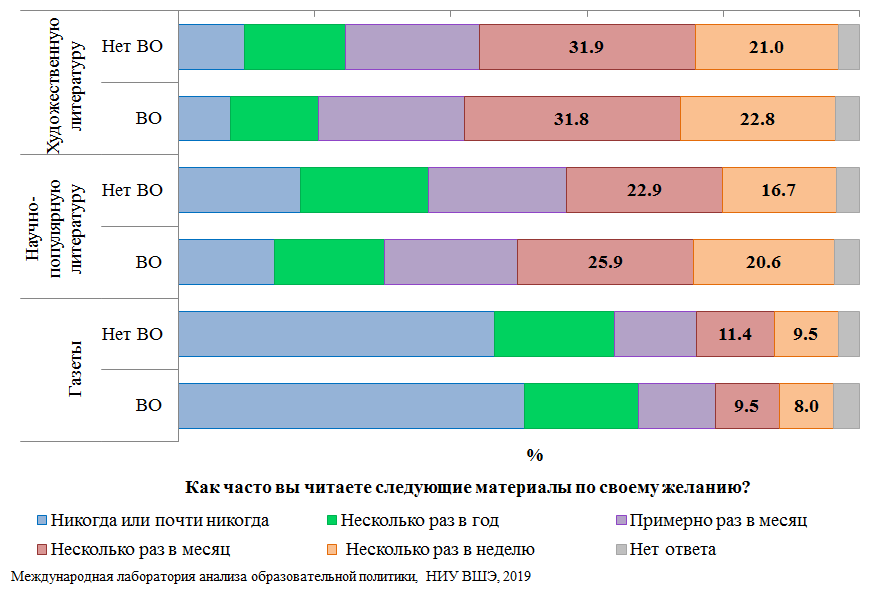 Художественную
литературу
Нет ВО
31.9
21.0
ВО
31.8
22.8
Научно-
популярную
литературу
Нет ВО
22.9
16.7
ВО
25.9
20.6
Газеты
Нет ВО
11.4
9.5
ВО
9.5
8.0
%
Как часто вы читаете следующие материалы по своему желанию?
Никогда или почти никогда
Несколько раз в год
Примерно раз в месяц
Несколько раз в месяц
Несколько раз в неделю
Нет ответа
Международная лаборатория анализа образовательной политики, НИУ ВШЭ, 2019